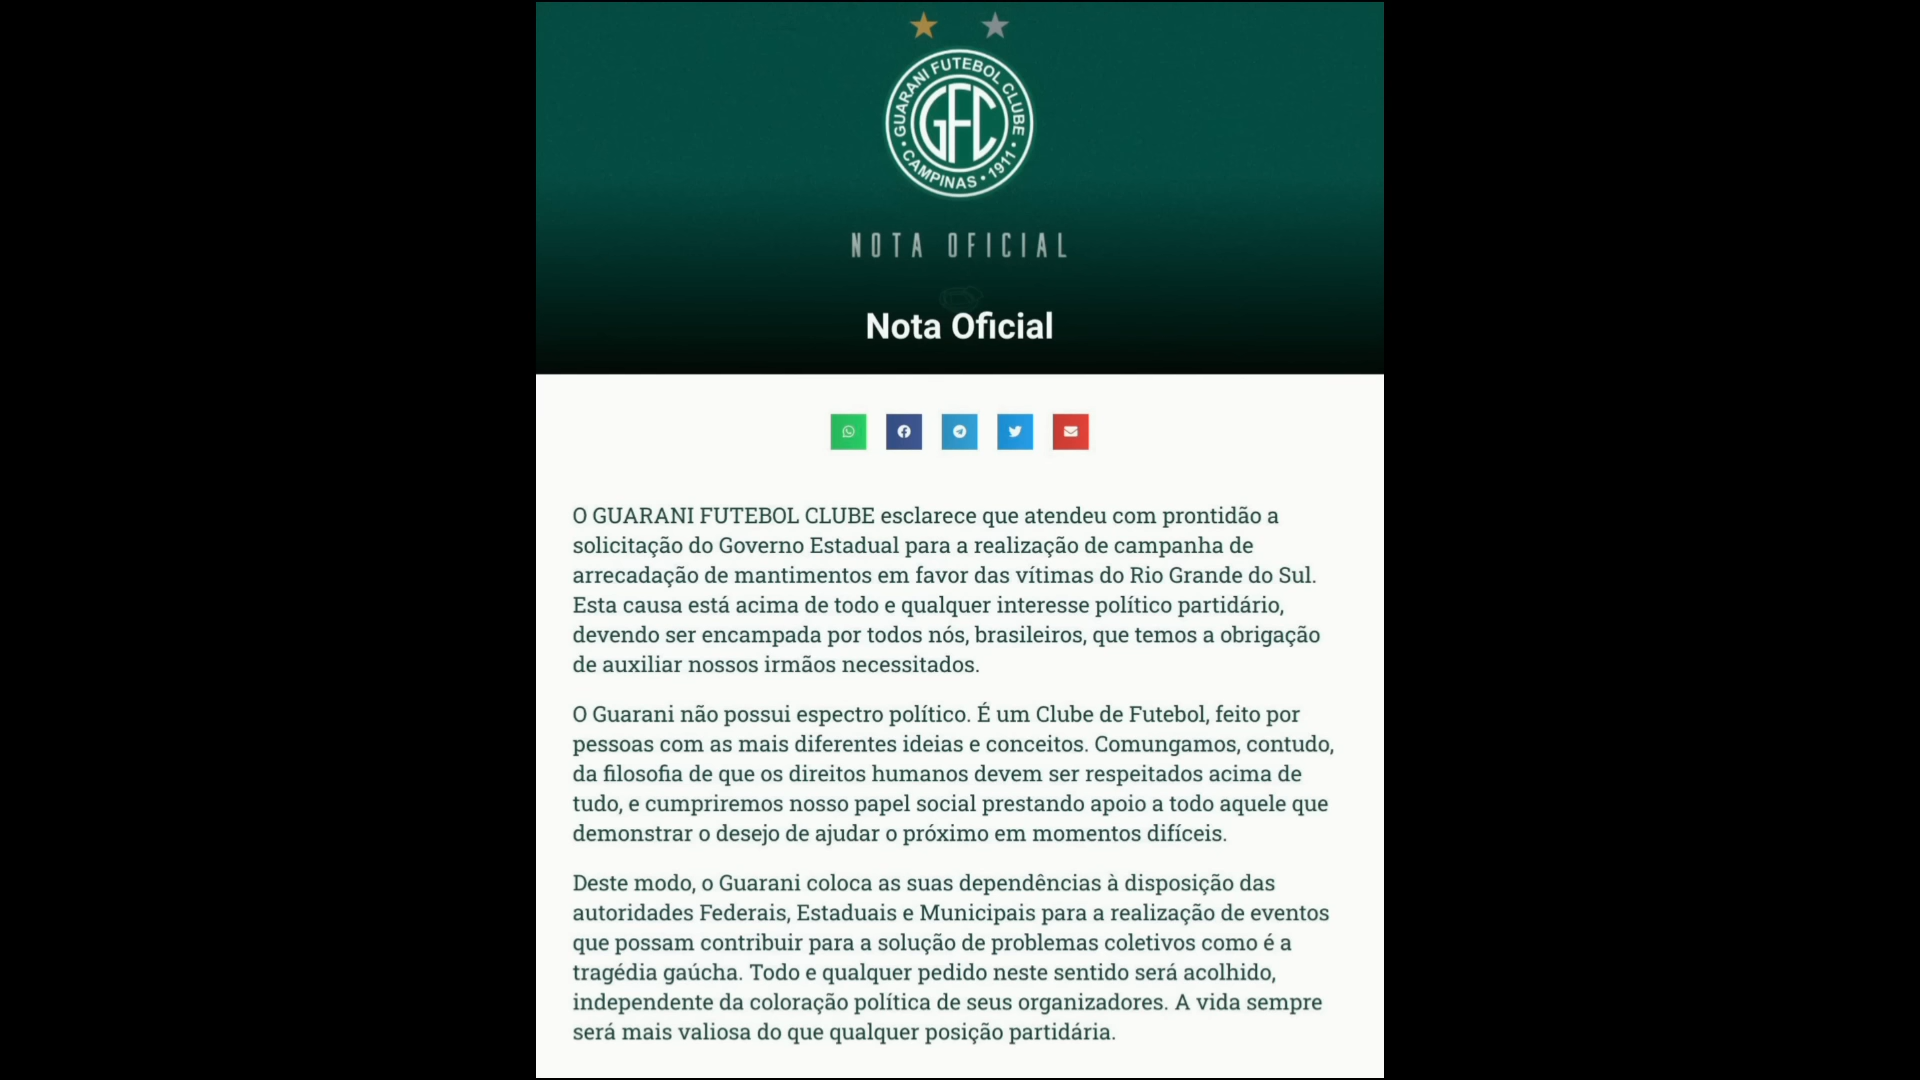 GUARANI FUTEBOL CLUBE
GFC
• CAMPINAS • 1911 •
NOTA OFICIAL
Nota Oficial
O GUARANI FUTEBOL CLUBE esclarece que atendeu com prontidão a
solicitação do Governo Estadual para a realização de campanha de
arrecadação de mantimentos em favor das vítimas do Rio Grande do Sul.
Esta causa está acima de todo e qualquer interesse político partidário,
devendo ser encampada por todos nós, brasileiros, que temos a obrigação
de auxiliar nossos irmãos necessitados.
O Guarani não possui espectro político. É um Clube de Futebol, feito por
pessoas com as mais diferentes ideias e conceitos. Comungamos, contudo,
da filosofia de que os direitos humanos devem ser respeitados acima de
tudo, e cumpriremos nosso papel social prestando apoio a todo aquele que
demonstrar o desejo de ajudar o próximo em momentos difíceis.
Deste modo, o Guarani coloca as suas dependências à disposição das
autoridades Federais, Estaduais e Municipais para a realização de eventos
que possam contribuir para a solução de problemas coletivos como é a
tragédia gaúcha. Todo e qualquer pedido neste sentido será acolhido,
independente da coloração política de seus organizadores. A vida sempre
será mais valiosa do que qualquer posição partidária.